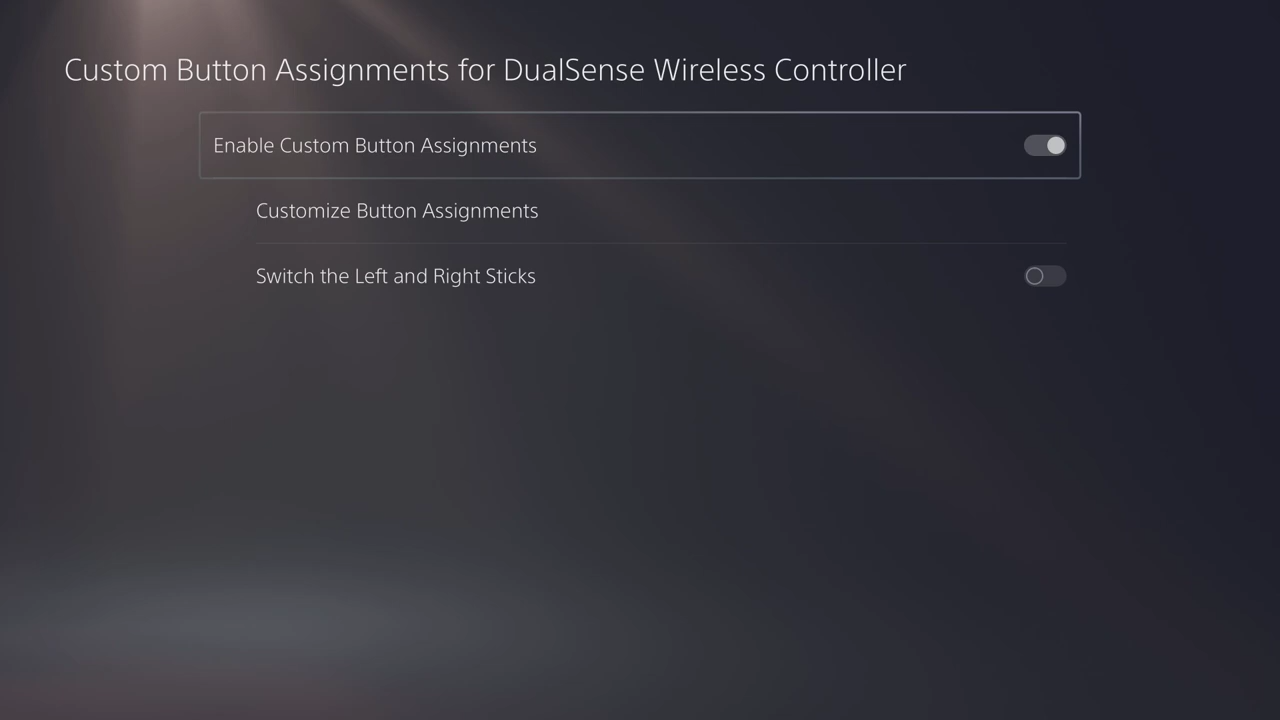 Custom Button Assignments for DualSense Wireless Controller
Enable Custom Button Assignments
Customize Button Assignments
Switch the Left and Right Sticks